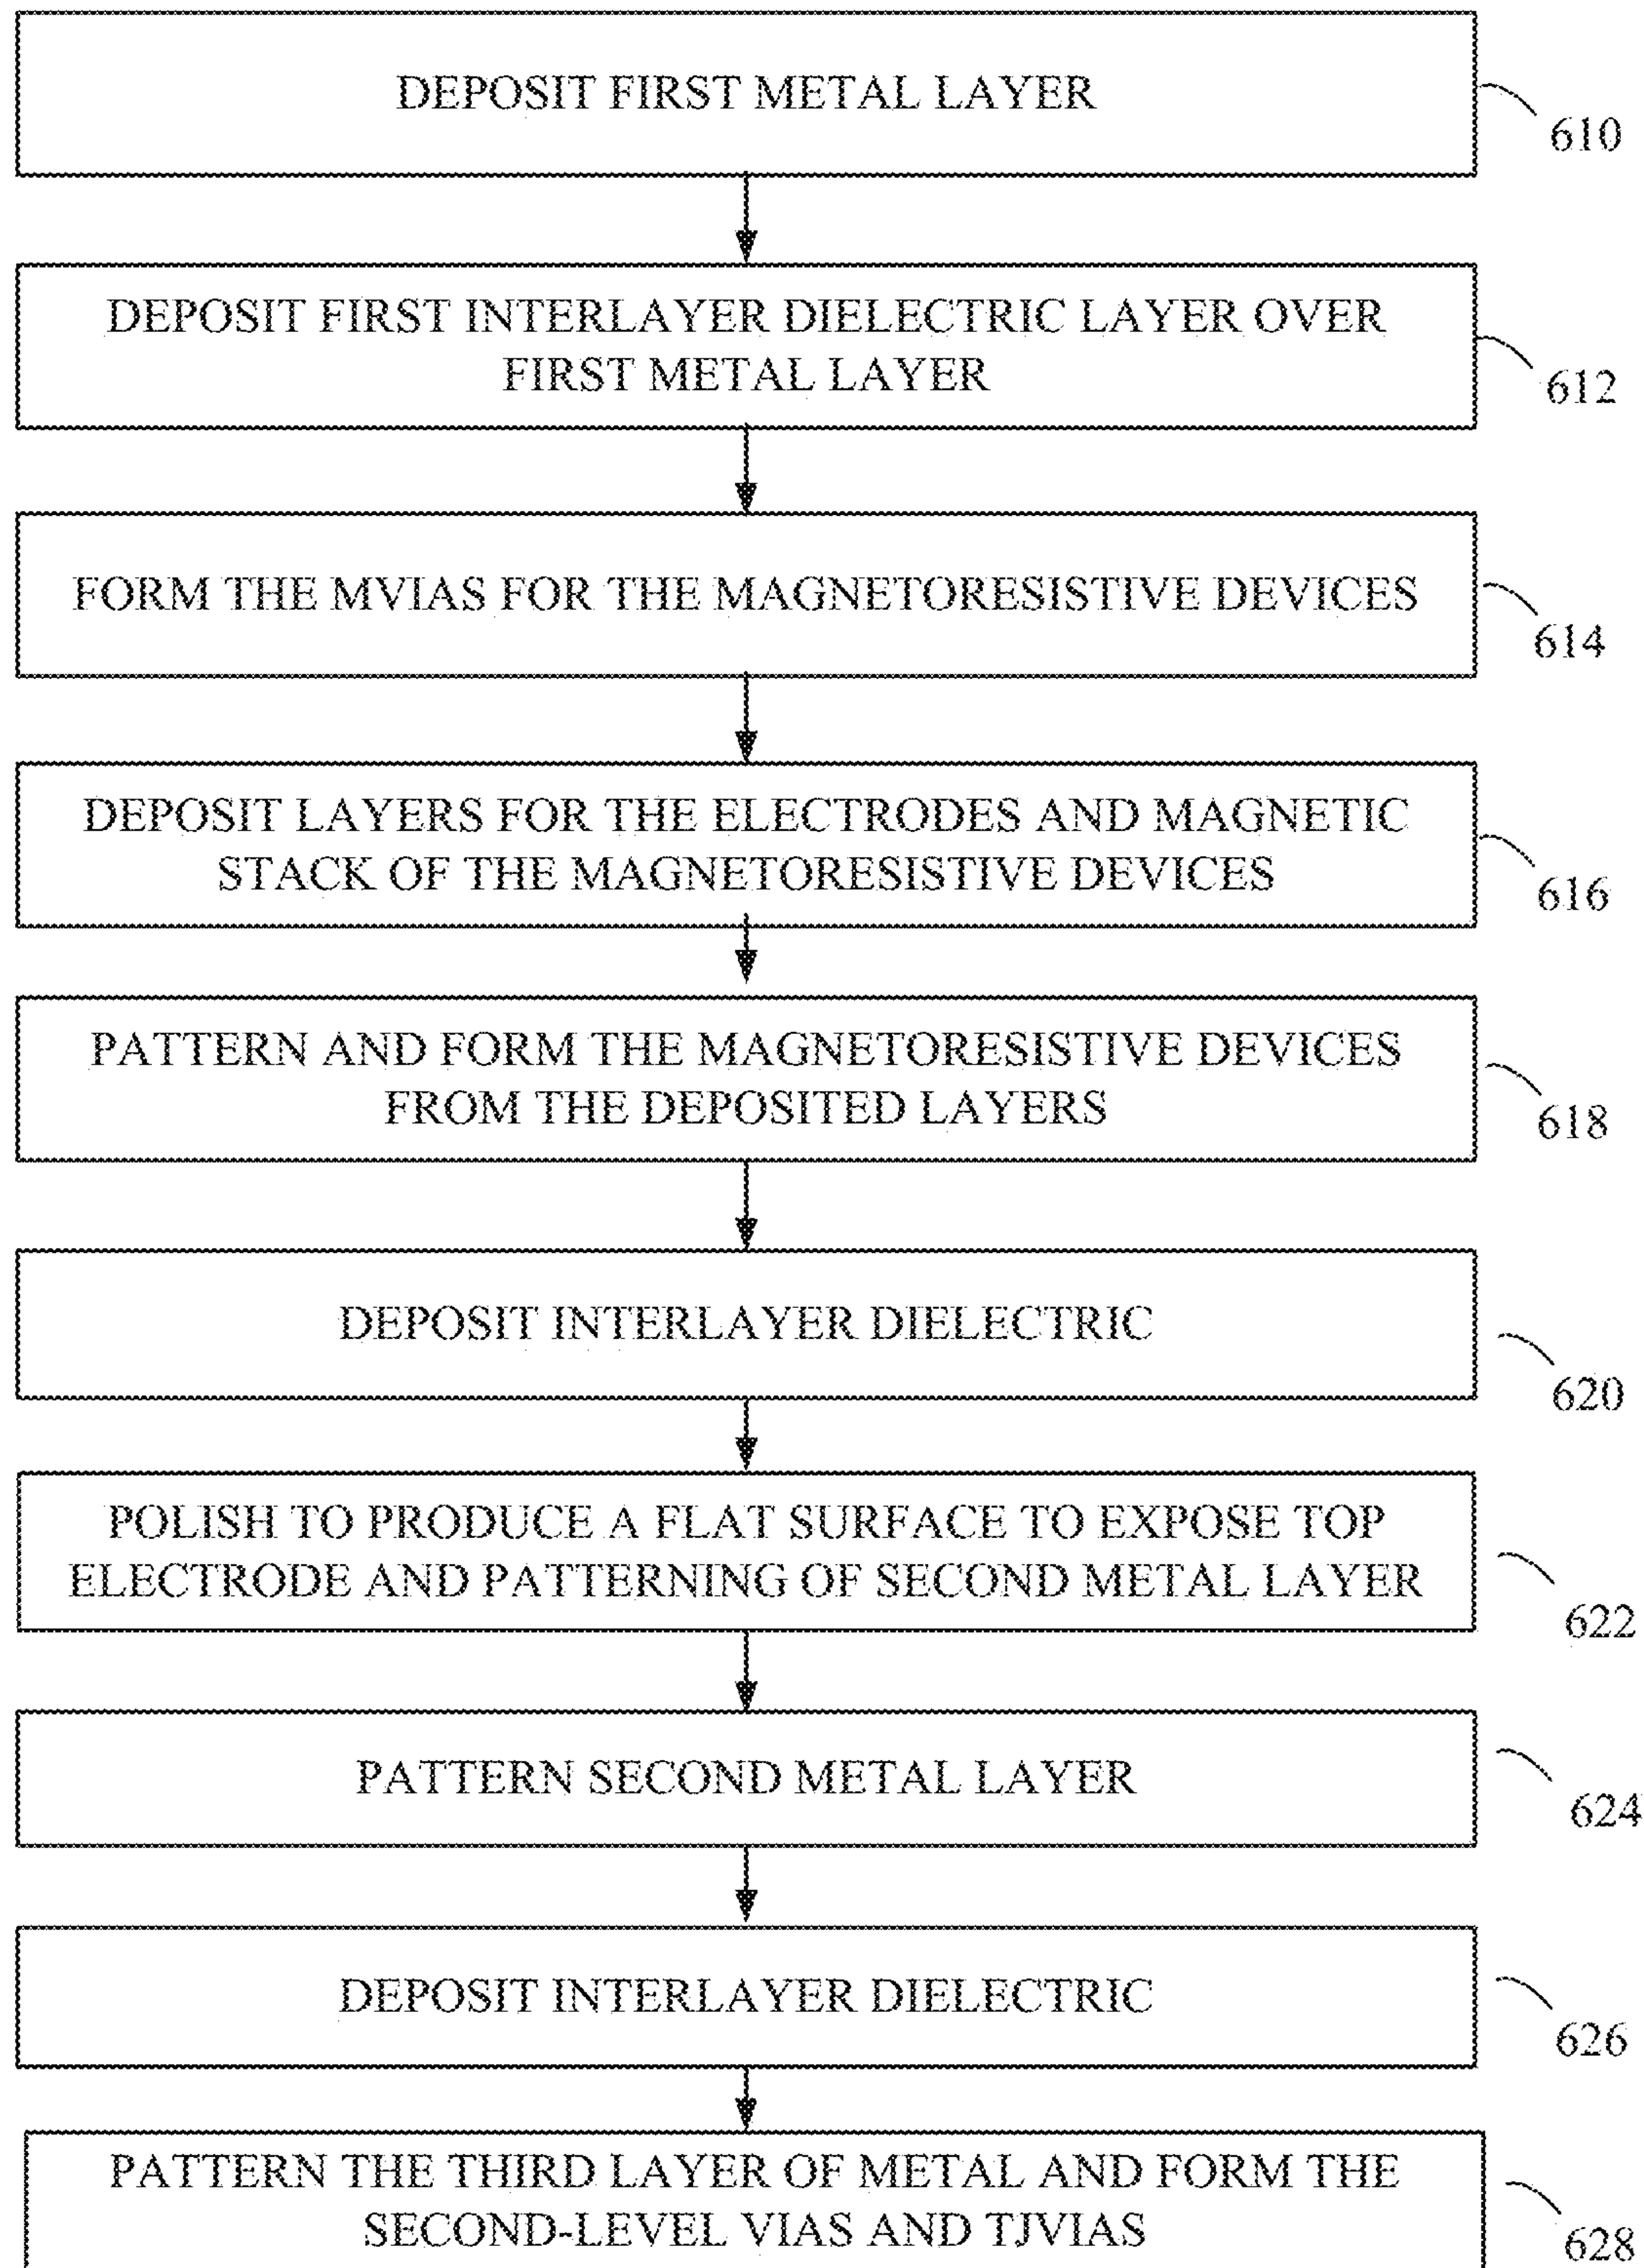 DEPOSIT FIRST METAL LAYER
610
DEPOSIT FIRST INTERLAYER DIELECTRIC LAYER OVER
FIRST METAL LAYER
612
FORM THE MVIAS FOR THE MAGNETORESISTIVE DEVICES
614
DEPOSIT LAYERS FOR THE ELECTRODES AND MAGNETIC
STACK OF THE MAGNETORESISTIVE DEVICES
616
PATTERN AND FORM THE MAGNETORESISTIVE DEVICES
FROM THE DEPOSITED LAYERS
618
DEPOSIT INTERLAYER DIELECTRIC
620
POLISH TO PRODUCE A FLAT SURFACE TO EXPOSE TOP
ELECTRODE AND PATTERNING OF SECOND METAL LAYER
622
PATTERN SECOND METAL LAYER
624
DEPOSIT INTERLAYER DIELECTRIC
626
PATTERN THE THIRD LAYER OF METAL AND FORM THE
SECOND-LEVEL VIAS AND TJVIAS
628